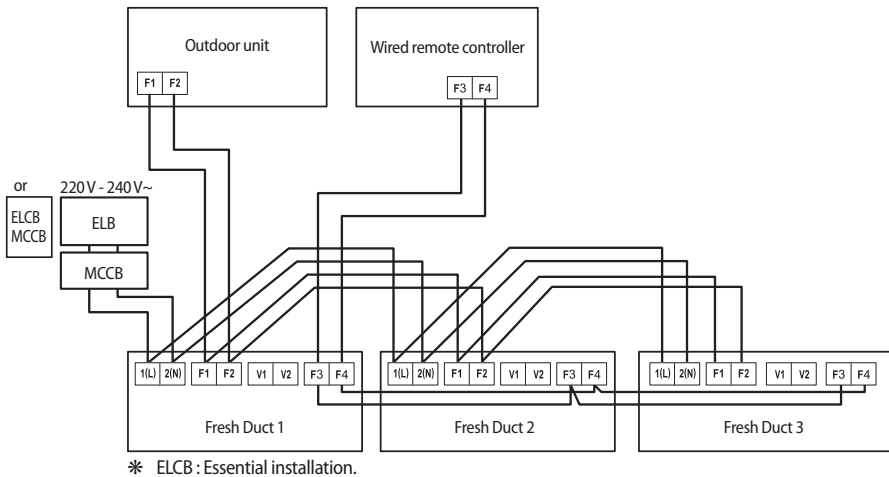 Outdoor unit
F1 F2
Wired remote controller
F3 F4
or
220 V - 240 V~
ELCB
MCCB
ELB
MCCB
1(L) 2(N) F1 F2 V1 V2 F3 F4
Fresh Duct 1
1(L) 2(N) F1 F2 V1 V2 F3 F4
Fresh Duct 2
1(L) 2(N) F1 F2 V1 V2 F3 F4
Fresh Duct 3
❋ ELCB : Essential installation.